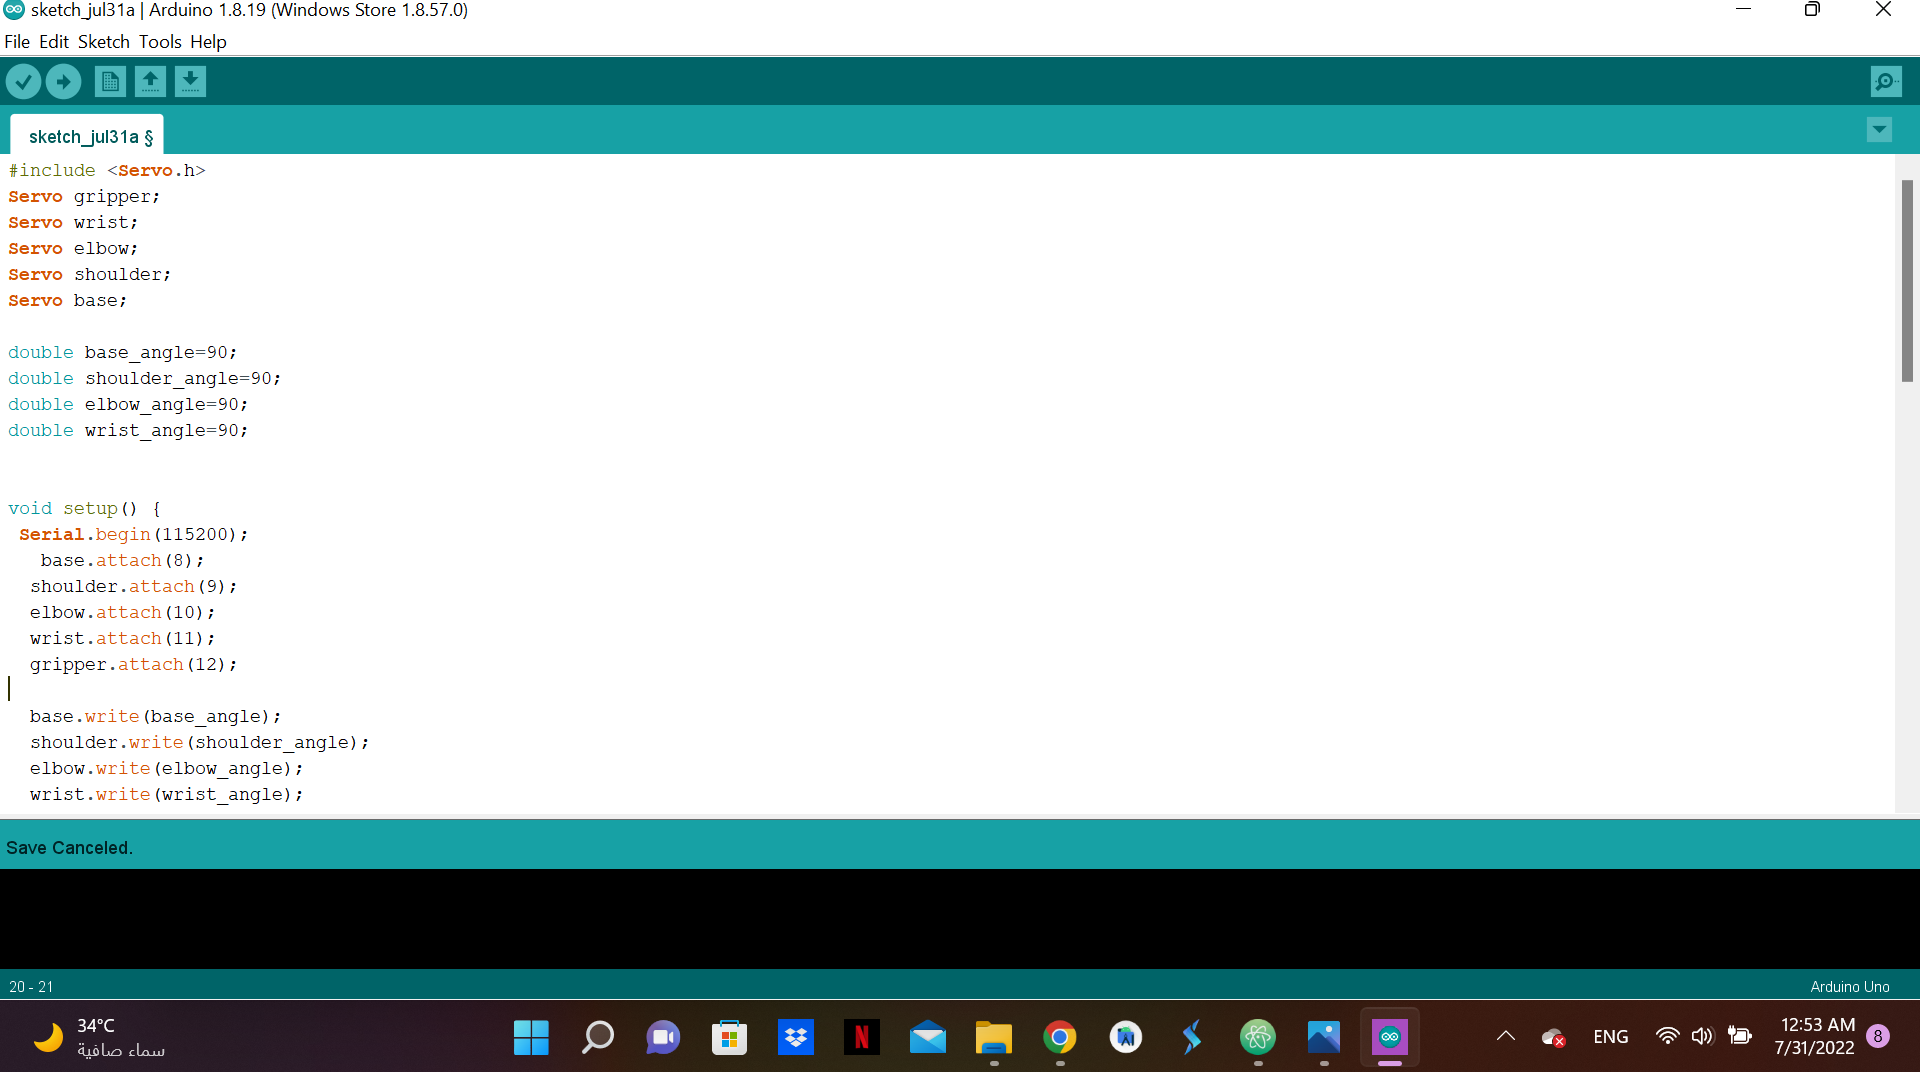 sketch_jul31a | Arduino 1.8.19 (Windows Store 1.8.57.0)
File Edit Sketch Tools Help
sketch_jul31a §
#include <Servo.h>
Servo gripper;
Servo wrist;
Servo elbow;
Servo shoulder;
Servo base;
double base_angle=90;
double shoulder_angle=90;
double elbow_angle=90;
double wrist_angle=90;
void setup() {
Serial.begin(115200);
base.attach(8);
shoulder.attach(9);
elbow.attach(10);
wrist.attach(11);
gripper.attach(12);
base.write(base_angle);
shoulder.write(shoulder_angle);
elbow.write(elbow_angle);
wrist.write(wrist_angle);
Save Canceled.
20 - 21
Arduino Uno
34°C
سماء صافية
N
AI
ENG
12:53 AM
7/31/2022
8